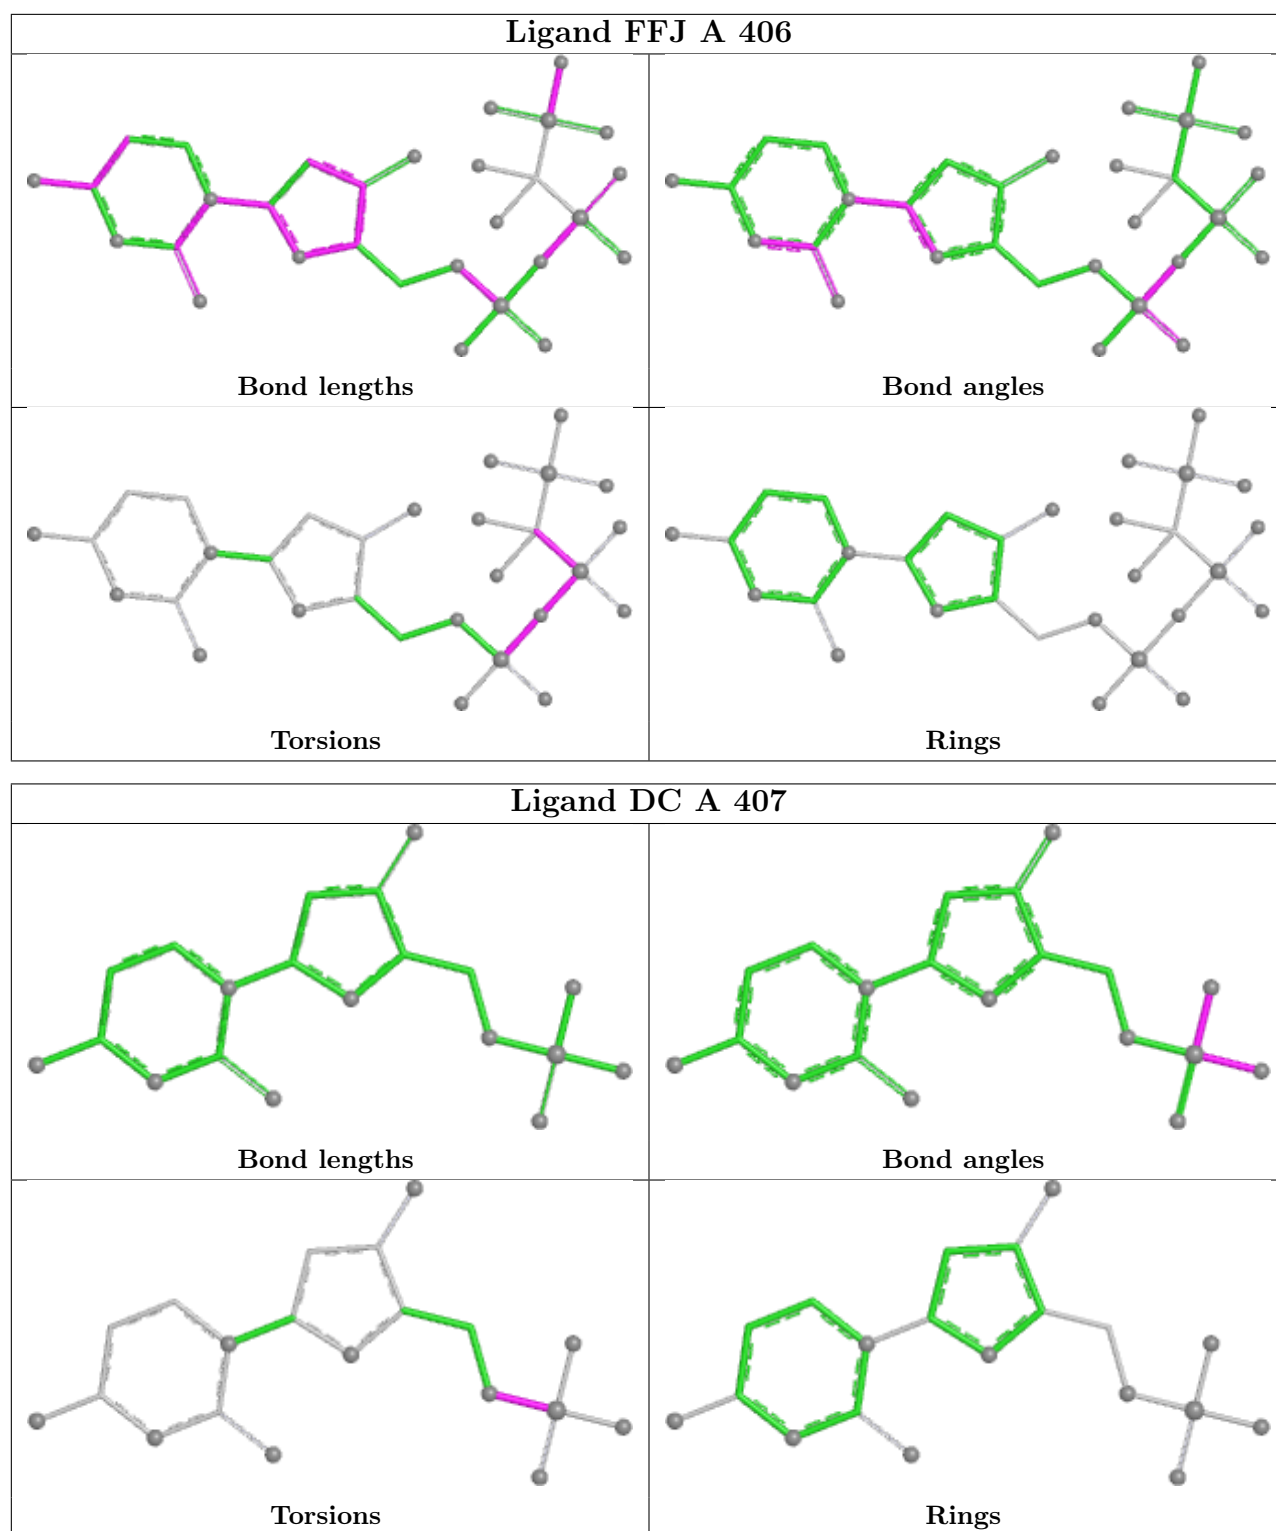 Ligand FFJ A 406
Bond lengths
Bond angles
Torsions
Rings
Ligand DC A 407
Bond lengths
Bond angles
Torsions
Rings